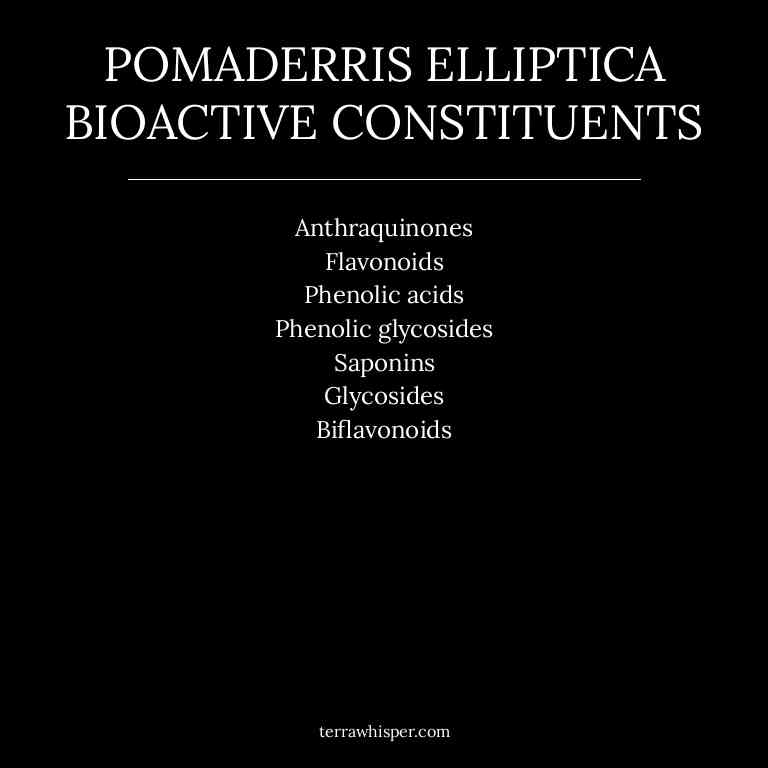 POMADERRIS ELLIPTICA
BIOACTIVE CONSTITUENTS
Anthraquinones
Flavonoids
Phenolic acids
Phenolic glycosides
Saponins
Glycosides
Biflavonoids
terrawhisper.com